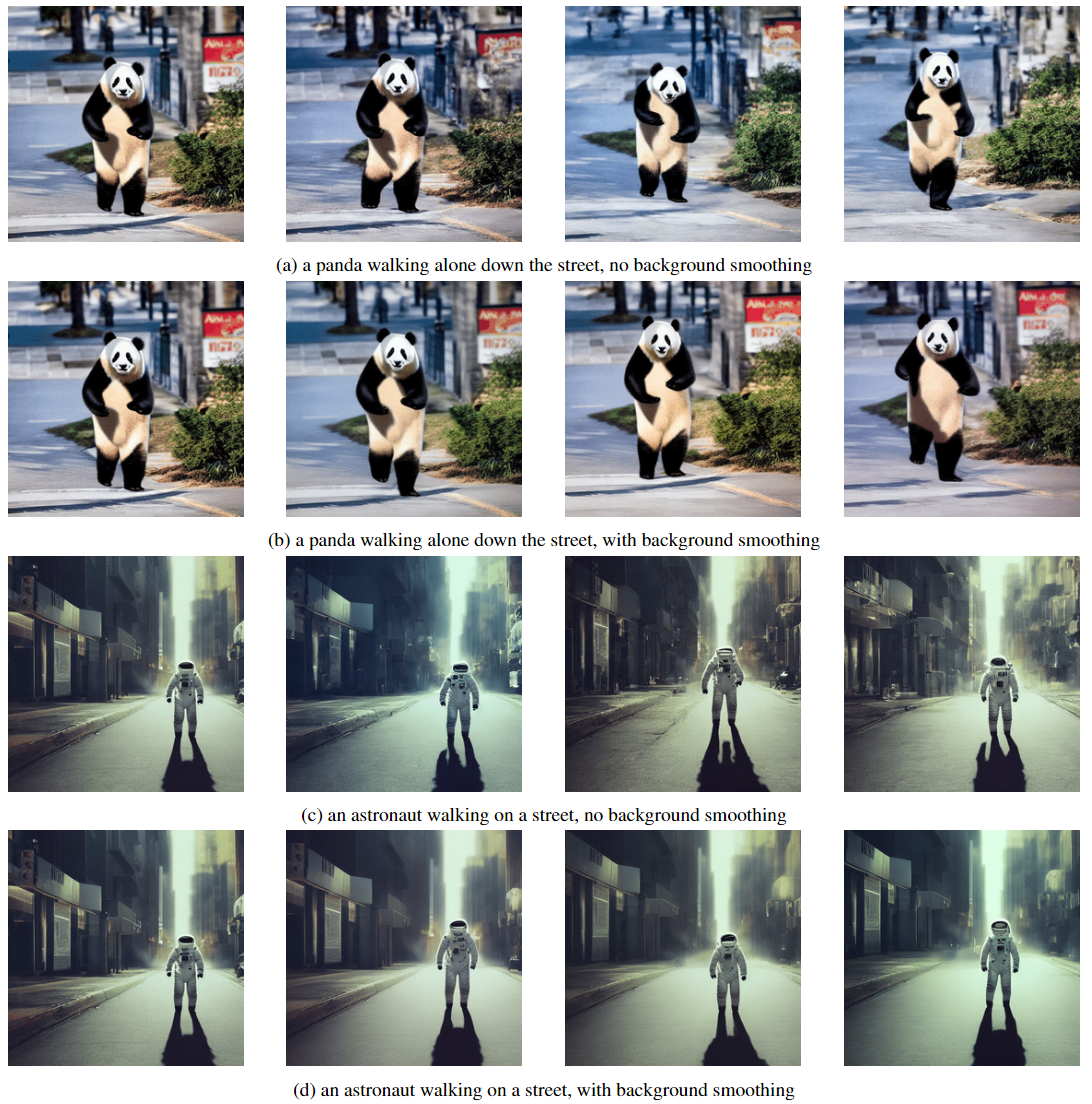 (a) a panda walking alone down the street, no background smoothing
(b) a panda walking alone down the street, with background smoothing
(c) an astronaut walking on a street, no background smoothing
(d) an astronaut walking on a street, with background smoothing